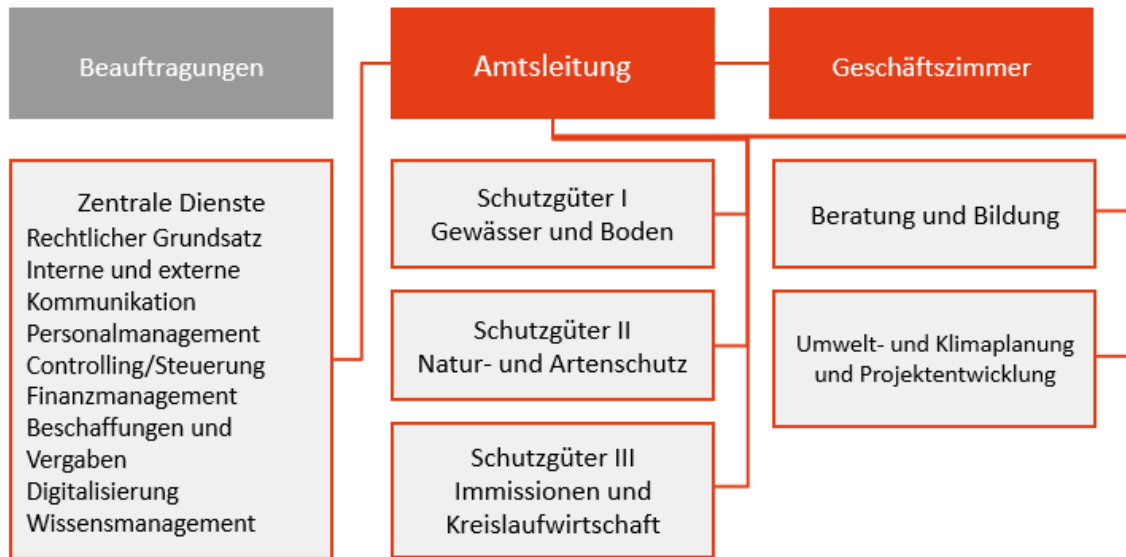 Beauftragungen
Amtsleitung
Geschäftszimmer
Zentrale Dienste
Rechtlicher Grundsatz
Interne und externe
Kommunikation
Personalmanagement
Controlling/Steuerung
Finanzmanagement
Beschaffungen und
Vergaben
Digitalisierung
Wissensmanagement
Schutzgüter I
Gewässer und Boden
Schutzgüter II
Natur- und Artenschutz
Schutzgüter III
Immissionen und
Kreislaufwirtschaft
Beratung und Bildung
Umwelt- und Klimaplanung
und Projektentwicklung